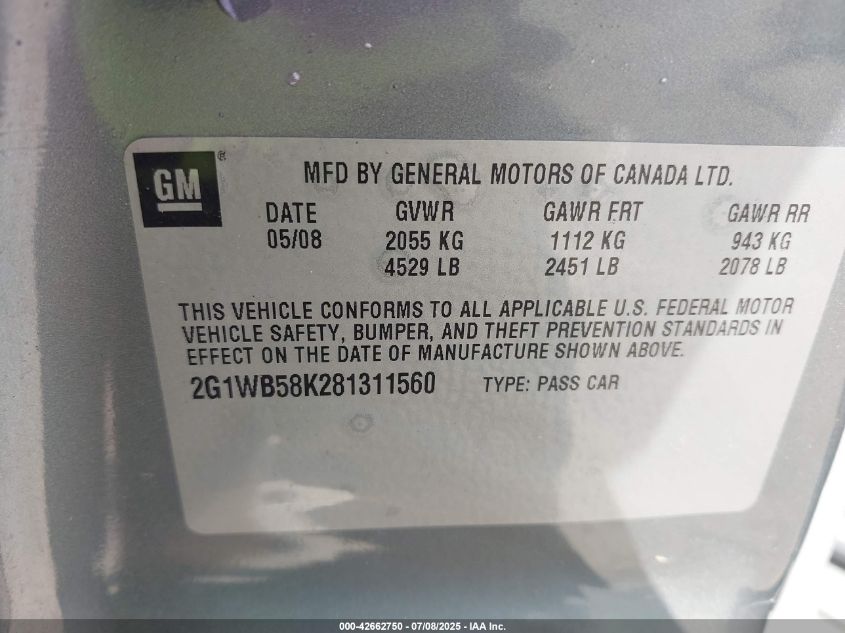 GM ®
MFD BY GENERAL MOTORS OF CANADA LTD.
DATE GVWR GAWR FRT GAWR RR
05/08 2055 KG 1112 KG 943 KG
4529 LB 2451 LB 2078 LB
THIS VEHICLE CONFORMS TO ALL APPLICABLE U.S. FEDERAL MOTOR
VEHICLE SAFETY, BUMPER, AND THEFT PREVENTION STANDARDS IN
EFFECT ON THE DATE OF MANUFACTURE SHOWN ABOVE.
2G1WB58K281311560 TYPE: PASS CAR
000-42662750 - 07/08/2025 - IAA Inc.